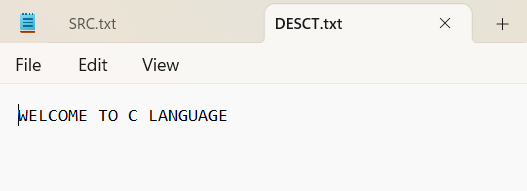 SRC.txt
DESCT.txt
File Edit View
WELCOME TO C LANGUAGE